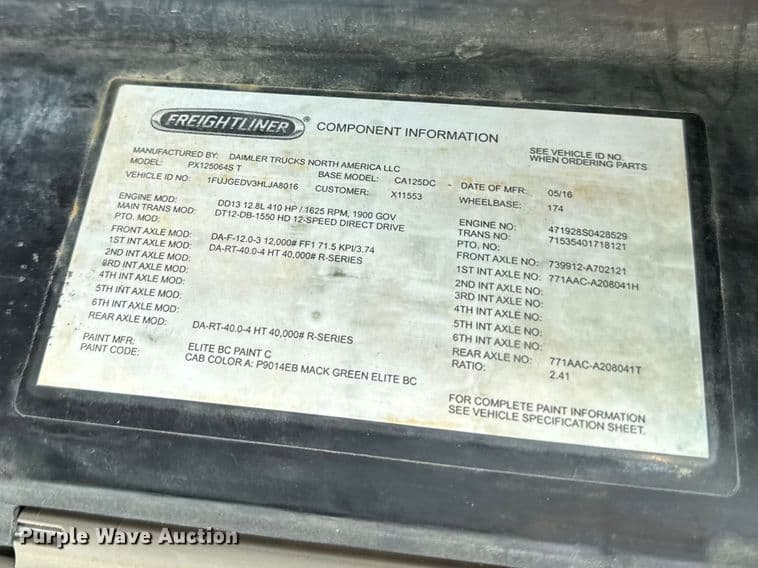 FREIGHTLINER ® COMPONENT INFORMATION
SEE VEHICLE ID NO.
WHEN ORDERING PARTS
MANUFACTURED BY: DAIMLER TRUCKS NORTH AMERICA LLC
MODEL: PX125064S T BASE MODEL: CA125DC - DATE OF MFR: 05/16
VEHICLE ID NO: 1FUJGEDV3HLJA8016 CUSTOMER: X11553 WHEELBASE: 174
ENGINE MOD: DD13 12.8L 410 HP / 1625 RPM, 1900 GOV ENGINE NO: 471928S0428529
MAIN TRANS MOD: DT12-DB-1550 HD 12-SPEED DIRECT DRIVE TRANS NO: 71535401718121
PTO. MOD: PTO. NO:
FRONT AXLE MOD: DA-F-12.0-3 12,000# FF1 71.5 KPI/3.74 FRONT AXLE NO: 739912-A702121
1ST INT AXLE MOD: DA-RT-40.0-4 HT 40,000# R-SERIES 1ST INT AXLE NO: 771AAC-A208041H
2ND INT AXLE MOD: 2ND INT AXLE NO:
3RD INT AXLE MOD: 3RD INT AXLE NO:
4TH INT AXLE MOD: 4TH INT AXLE NO:
5TH INT AXLE MOD: 5TH INT AXLE NO:
6TH INT AXLE MOD: 6TH INT AXLE NO:
REAR AXLE MOD: DA-RT-40.0-4 HT 40,000# R-SERIES REAR AXLE NO: 771AAC-A208041T
RATIO: 2.41
PAINT MFR: ELITE BC PAINT C
PAINT CODE: CAB COLOR A: P9014EB MACK GREEN ELITE BC
FOR COMPLETE PAINT INFORMATION
SEE VEHICLE SPECIFICATION SHEET.
Purple Wave Auction